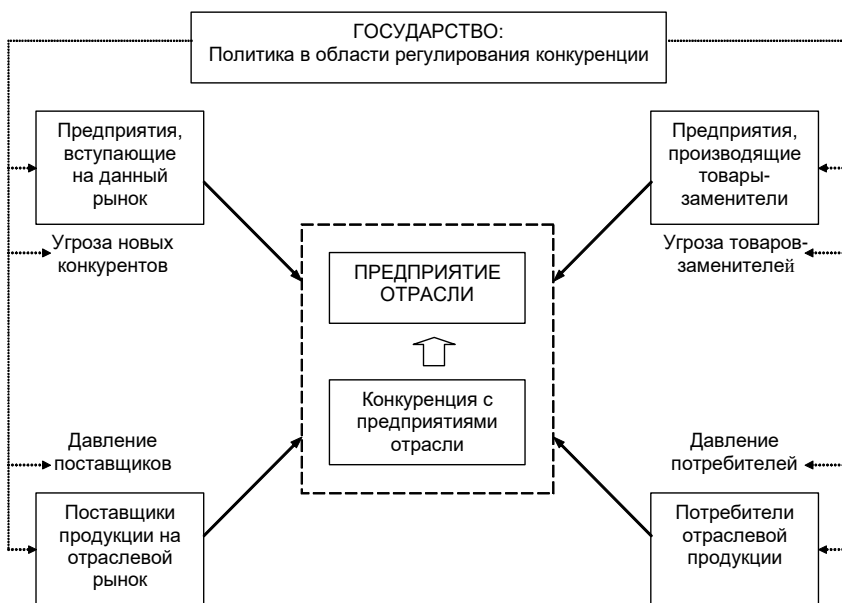 ГОСУДАРСТВО:
Политика в области регулирования конкуренции
Предприятия,
вступающие
на данный
рынок
Предприятия,
производящие
товары-
заменители
Угроза новых
конкурентов
Угроза товаров-
заменителей
ПРЕДПРИЯТИЕ
ОТРАСЛИ
Конкуренция с
предприятиями
отрасли
Давление
поставщиков
Давление
потребителей
Поставщики
продукции на
отраслевой
рынок
Потребители
отраслевой
продукции